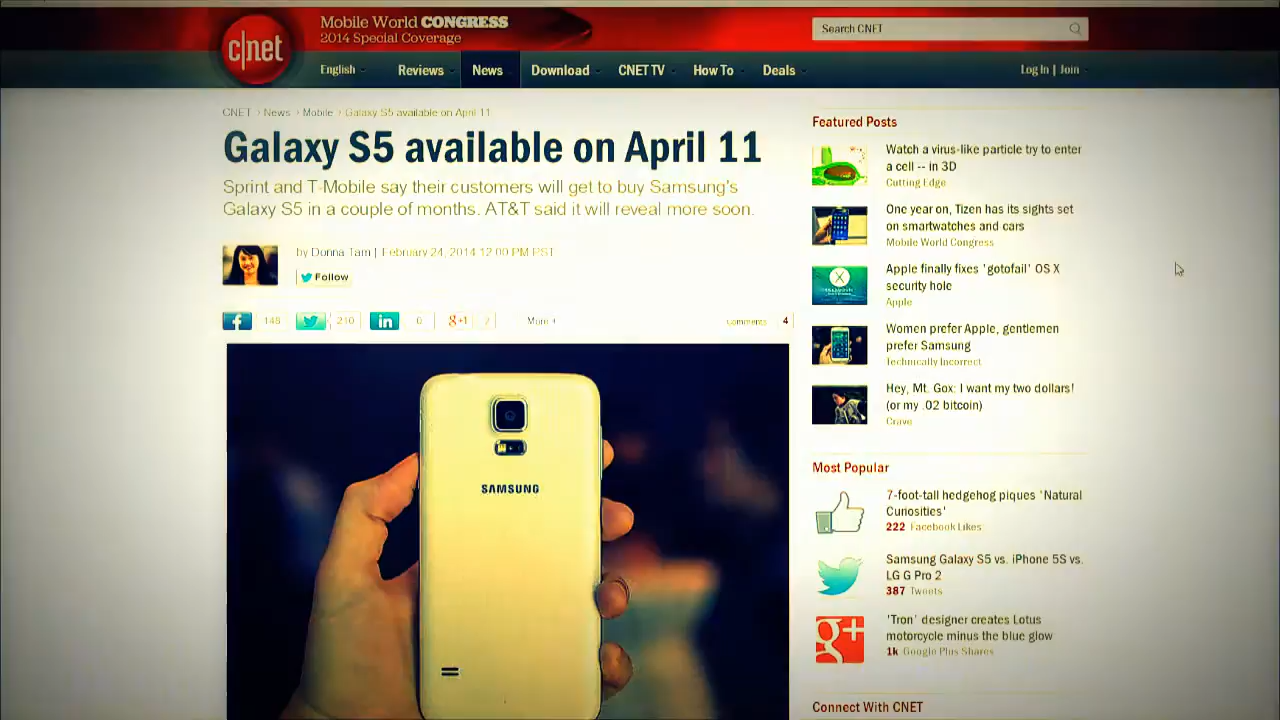 Mobile World CONGRESS
2014 Special Coverage
c|net
Search CNET
English
Reviews
News
Download
CNET TV
How To
Deals
Log In | Join
CNET > News > Mobile > Galaxy S5 available on April 11
Galaxy S5 available on April 11
Sprint and T-Mobile say their customers will get to buy Samsung's
Galaxy S5 in a couple of months. AT&T said it will reveal more soon.
by Donna Tam | February 24, 2014 12:00 PM PST
Follow
f
148
210
in
0
g+1
2
More +
Comments 4
SAMSUNG
Featured Posts
Watch a virus-like particle try to enter
a cell -- in 3D
Cutting Edge
One year on, Tizen has its sights set
on smartwatches and cars
Mobile World Congress
Apple finally fixes 'gotofail' OS X
security hole
Apple
Women prefer Apple, gentlemen
prefer Samsung
Technically Incorrect
Hey, Mt. Gox: I want my two dollars!
(or my .02 bitcoin)
Crave
Most Popular
7-foot-tall hedgehog piques 'Natural
Curiosities'
222 Facebook Likes
Samsung Galaxy S5 vs. iPhone 5S vs.
LG G Pro 2
387 Tweets
g+
'Tron' designer creates Lotus
motorcycle minus the blue glow
1k Google Plus Shares
Connect With CNET